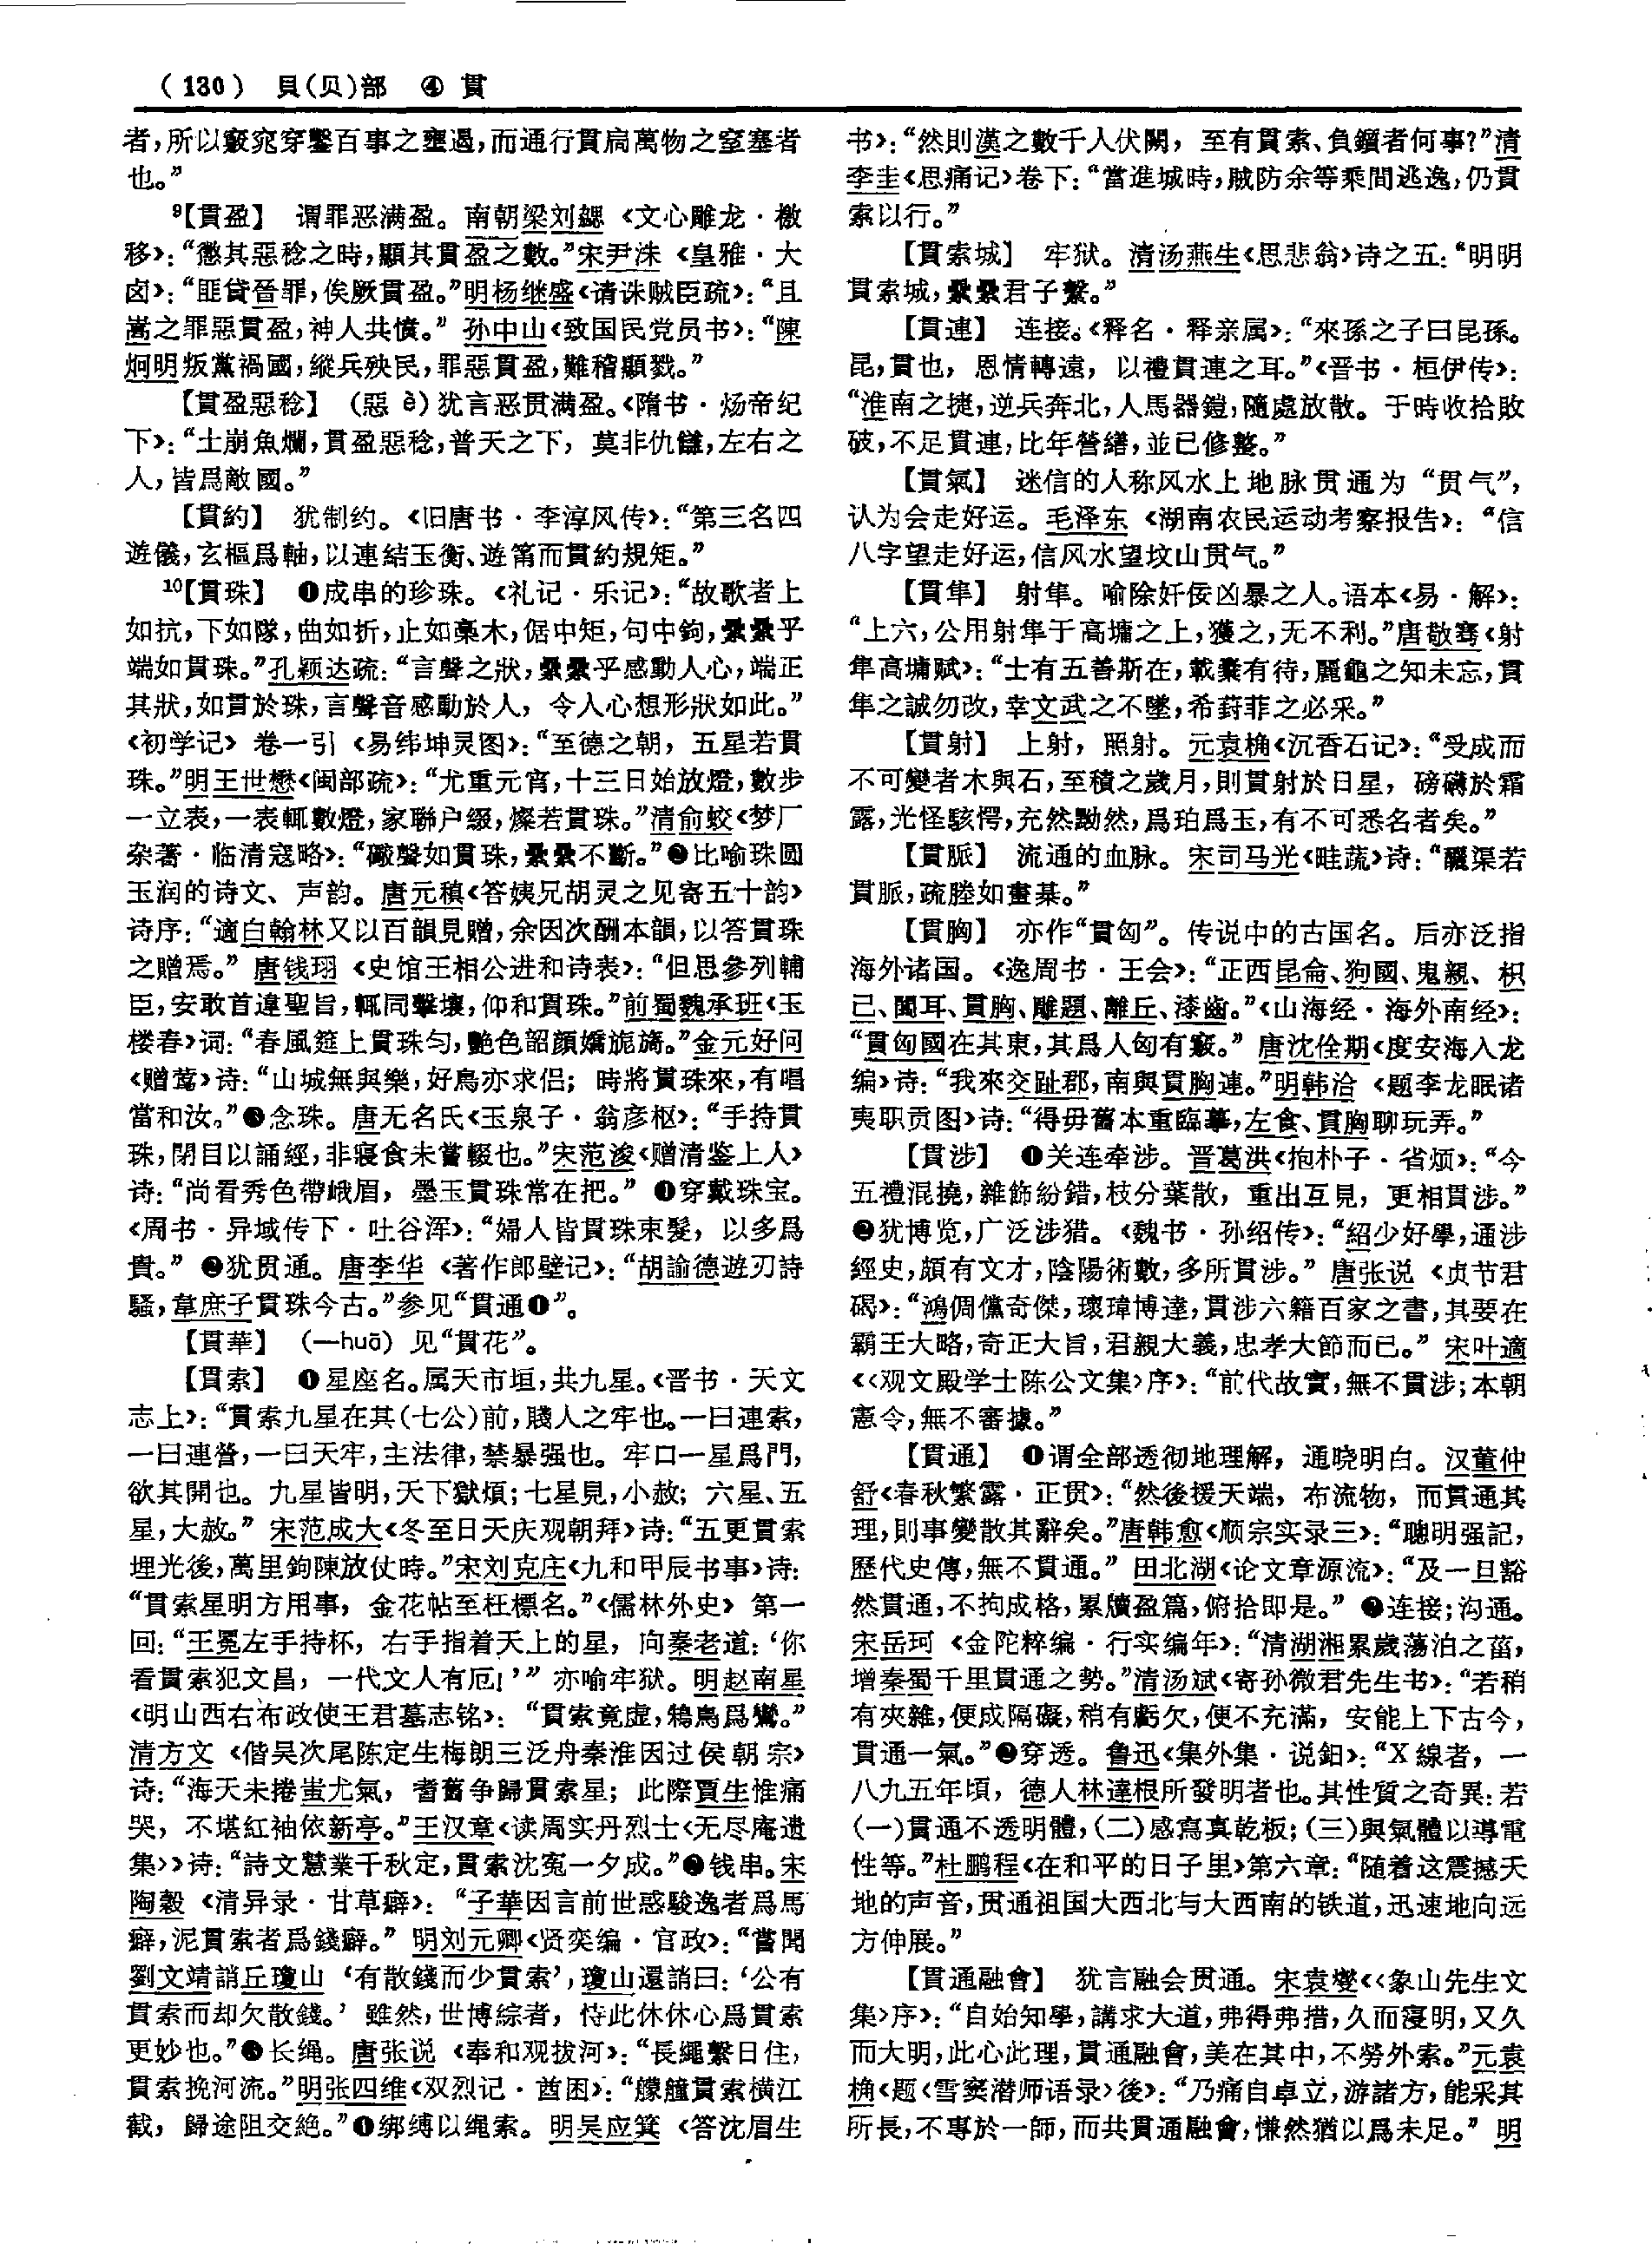 （130） 貝(贝)部 ④ 貫
者，所以竅窕穿鑿百事之壅遏，而通行貫扃萬物之窒塞者
也。”
⁹【貫盈】 谓罪恶满盈。南朝梁刘勰《文心雕龙·檄
移》：“懲其惡稔之時，顯其貫盈之數。”宋尹洙《皇雅·大
卤》：“匪貸晉罪，俟厥貫盈。”明杨继盛《请诛贼臣疏》：“且
嵩之罪惡貫盈，神人共憤。” 孙中山《致国民党员书》：“陳
炯明叛黨禍國，縱兵殃民，罪惡貫盈，難稽顯戮。”
【貫盈惡稔】 （惡 è）犹言恶贯满盈。《隋书·炀帝纪
下》：“土崩魚爛，貫盈惡稔，普天之下，莫非仇讎，左右之
人，皆爲敵國。”
【貫約】 犹制约。《旧唐书·李淳风传》：“第三名四
遊儀，玄樞爲軸，以連結玉衡、遊筩而貫約規矩。”
¹⁰【貫珠】 ❶成串的珍珠。《礼记·乐记》：“故歌者上
如抗，下如隊，曲如折，止如槀木，倨中矩，句中鉤，纍纍乎
端如貫珠。”孔颖达疏：“言聲之狀，纍纍乎感動人心，端正
其狀，如貫於珠，言聲音感動於人，令人心想形狀如此。”
《初学记》卷一引《易纬坤灵图》：“至德之朝，五星若貫
珠。”明王世懋《闽部疏》：“尤重元宵，十三日始放燈，數步
一立表，一表輒數燈，家聯户綴，燦若貫珠。”清俞蛟《梦厂
杂著·临清寇略》：“礮聲如貫珠，纍纍不斷。”❷比喻珠圆
玉润的诗文、声韵。唐元稹《答姨兄胡灵之见寄五十韵》
诗序：“適白翰林又以百韻見贈，余因次酬本韻，以答貫珠
之贈焉。” 唐钱珝《史馆王相公进和诗表》：“但思參列輔
臣，安敢首違聖旨，輒同擊壤，仰和貫珠。”前蜀魏承班《玉
楼春》词：“春風筵上貫珠匀，艷色韶顔嬌旎旖。”金元好问
《赠莺》诗：“山城無與樂，好鳥亦求侣；時將貫珠來，有唱
當和汝。”❸念珠。唐无名氏《玉泉子·翁彦枢》：“手持貫
珠，閉目以誦經，非寢食未嘗輟也。”宋范浚《赠清鉴上人》
诗：“尚看秀色帶峨眉，墨玉貫珠常在把。” ❶穿戴珠宝。
《周书·异域传下·吐谷浑》：“婦人皆貫珠束髮，以多爲
貴。” ❷犹贯通。唐李华《著作郎壁记》：“胡諭德遊刃詩
騷，韋庶子貫珠今古。”参见“貫通❶”。
【貫華】 （—huā）见“貫花”。
【貫索】 ❶星座名。属天市垣，共九星。《晋书·天文
志上》：“貫索九星在其（七公）前，賤人之牢也。一曰連索，
一曰連營，一曰天牢，主法律，禁暴强也。牢口一星爲門，
欲其開也。九星皆明，天下獄煩；七星見，小赦；六星、五
星，大赦。” 宋范成大《冬至日天庆观朝拜》诗：“五更貫索
埋光後，萬里鉤陳放仗時。”宋刘克庄《九和甲辰书事》诗：
“貫索星明方用事，金花帖至枉標名。”《儒林外史》第一
回：“王冕左手持杯，右手指着天上的星，向秦老道：‘你
看貫索犯文昌，一代文人有厄！’” 亦喻牢狱。明赵南星
《明山西右布政使王君墓志铭》：“貫索竟虚，鴂鳥爲鸞。”
清方文《偕吴次尾陈定生梅朗三泛舟秦淮因过侯朝宗》
诗：“海天未捲蚩尤氣，耆舊争歸貫索星；此際賈生惟痛
哭，不堪紅袖依新亭。”王汉章《读周实丹烈士〈无尽庵遗
集〉》诗：“詩文慧業千秋定，貫索沈寃一夕成。”❷钱串。宋
陶榖《清异录·甘草癖》：“子華因言前世惑駿逸者爲馬
癖，泥貫索者爲錢癖。” 明刘元卿《贤奕编·官政》：“嘗聞
劉文靖誚丘瓊山‘有散錢而少貫索’，瓊山還誚曰：‘公有
貫索而却欠散錢。’雖然，世博綜者，恃此休休心爲貫索
更妙也。”❸长绳。唐张说《奉和观拔河》：“長繩繫日住，
貫索挽河流。”明张四维《双烈记·酋困》：“艨艟貫索横江
截，歸途阻交絶。”❶绑缚以绳索。明吴应箕《答沈眉生
书》：“然則漢之數千人伏闕，至有貫索、負鑕者何事？”清
李圭《思痛记》卷下：“當進城時，賊防余等乘間逃逸，仍貫
索以行。”
【貫索城】 牢狱。清汤燕生《思悲翁》诗之五：“明明
貫索城，纍纍君子繫。”
【貫連】 连接。《释名·释亲属》：“來孫之子曰昆孫。
昆，貫也，恩情轉遠，以禮貫連之耳。”《晋书·桓伊传》：
“淮南之捷，逆兵奔北，人馬器鎧，隨處放散。于時收拾敗
破，不足貫連，比年營繕，並已修整。”
【貫氣】 迷信的人称风水上地脉贯通为“贯气”，
认为会走好运。毛泽东《湖南农民运动考察报告》：“信
八字望走好运，信风水望坟山贯气。”
【貫隼】 射隼。喻除奸佞凶暴之人。语本《易·解》：
“上六，公用射隼于高墉之上，獲之，无不利。”唐敬骞《射
隼高墉赋》：“士有五善斯在，載櫜有待，麗龜之知未忘，貫
隼之誠勿改，幸文武之不墜，希葑菲之必采。”
【貫射】 上射，照射。元袁桷《沉香石记》：“受成而
不可變者木與石，至積之歲月，則貫射於日星，磅礴於霜
露，光怪駭愕，充然黝然，爲珀爲玉，有不可悉名者矣。”
【貫脈】 流通的血脉。宋司马光《畦蔬》诗：“釃渠若
貫脈，疏塍如畫棊。”
【貫胸】 亦作“貫匈”。传说中的古国名。后亦泛指
海外诸国。《逸周书·王会》：“正西昆侖、狗國、鬼親、枳
已、闒耳、貫胸、雕題、離丘、漆齒。”《山海经·海外南经》：
“貫匈國在其東，其爲人匈有竅。” 唐沈佺期《度安海入龙
编》诗：“我來交趾郡，南與貫胸連。”明韩洽《题李龙眠诸
夷职贡图》诗：“得毋舊本重臨摹，左食、貫胸聊玩弄。”
【貫涉】 ❶关连牵涉。晋葛洪《抱朴子·省烦》：“今
五禮混撓，雜飾紛錯，枝分葉散，重出互見，更相貫涉。”
❷犹博览，广泛涉猎。《魏书·孙绍传》：“紹少好學，通涉
經史，頗有文才，陰陽術數，多所貫涉。” 唐张说《贞节君
碣》：“鴻倜儻奇傑，瓌瑋博達，貫涉六籍百家之書，其要在
霸王大略，奇正大旨，君親大義，忠孝大節而已。” 宋叶適
《〈观文殿学士陈公文集〉序》：“前代故實，無不貫涉；本朝
憲令，無不審據。”
【貫通】 ❶谓全部透彻地理解，通晓明白。汉董仲
舒《春秋繁露·正贯》：“然後援天端，布流物，而貫通其
理，則事變散其辭矣。”唐韩愈《顺宗实录三》：“聰明强記，
歷代史傳，無不貫通。” 田北湖《论文章源流》：“及一旦豁
然貫通，不拘成格，累牘盈篇，俯拾即是。” ❷连接；沟通。
宋岳珂《金陀粹编·行实编年》：“清湖湘累歲蕩泊之菑，
增秦蜀千里貫通之勢。”清汤斌《寄孙徵君先生书》：“若稍
有夾雜，便成隔礙，稍有虧欠，便不充滿，安能上下古今，
貫通一氣。”❷穿透。鲁迅《集外集·说鈤》：“X線者，一
八九五年頃，德人林達根所發明者也。其性質之奇異：若
（一）貫通不透明體，（二）感寫真乾板；（三）與氣體以導電
性等。”杜鹏程《在和平的日子里》第六章：“随着这震撼天
地的声音，贯通祖国大西北与大西南的铁道，迅速地向远
方伸展。”
【貫通融會】 犹言融会贯通。宋袁燮《〈象山先生文
集〉序》：“自始知學，講求大道，弗得弗措，久而寖明，又久
而大明，此心此理，貫通融會，美在其中，不勞外索。”元袁
桷《题〈雪窦潜师语录〉後》：“乃痛自卓立，游諸方，能采其
所長，不專於一師，而共貫通融會，慊然猶以爲未足。” 明